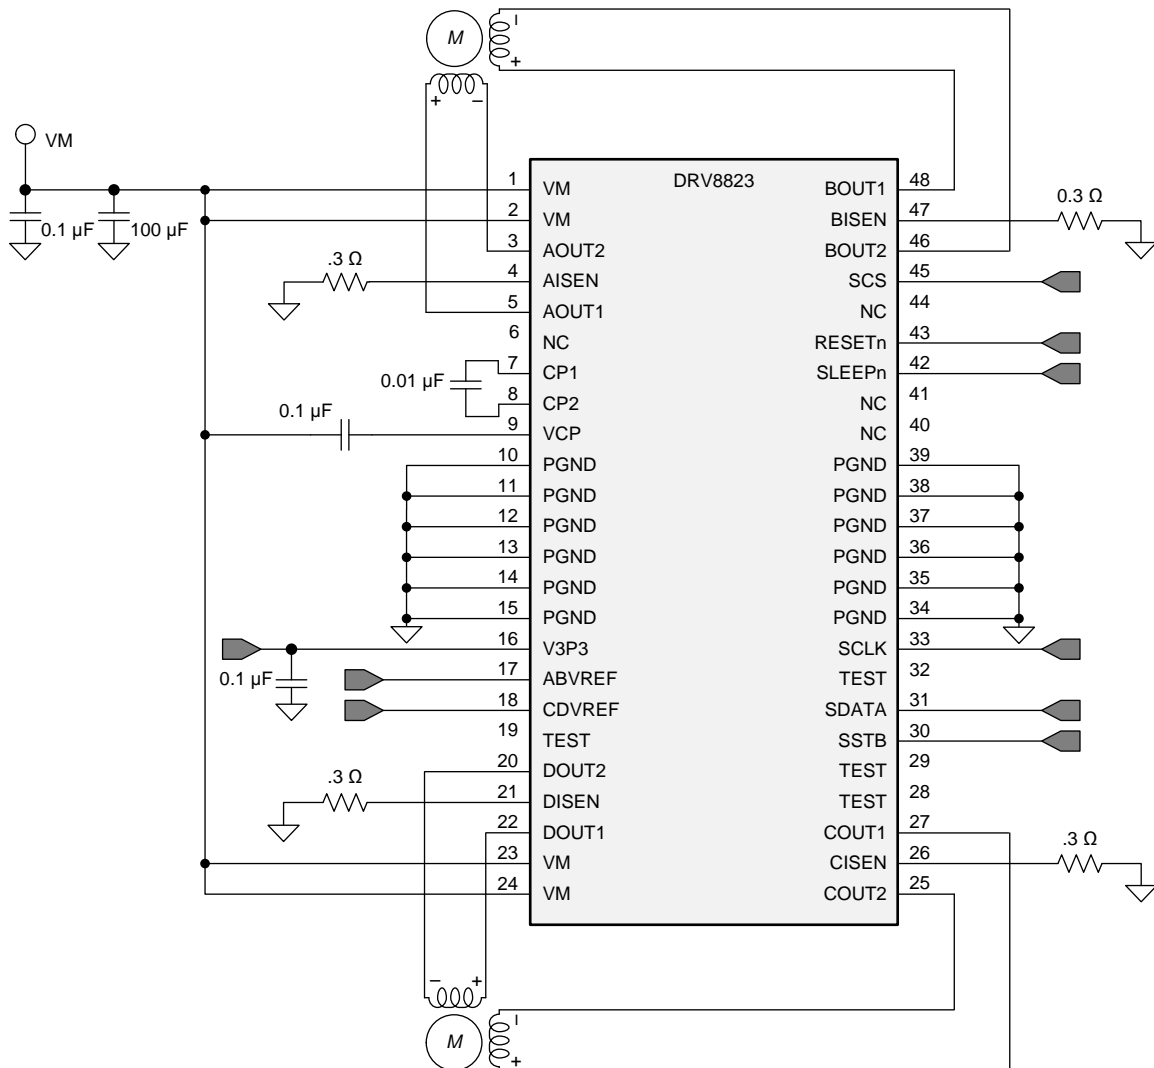 M
–
+
+ –
VM
0.1 µF
100 µF
DRV8823
1 VM
2 VM
3 AOUT2
4 AISEN
.3 Ω
5 AOUT1
6 NC
7 CP1
0.01 µF
8 CP2
0.1 µF
9 VCP
10 PGND
11 PGND
12 PGND
13 PGND
14 PGND
15 PGND
16 V3P3
0.1 µF
17 ABVREF
18 CDVREF
19 TEST
20 DOUT2
.3 Ω
21 DISEN
22 DOUT1
23 VM
24 VM
BOUT1 48
BISEN 47
0.3 Ω
BOUT2 46
SCS 45
NC 44
RESETn 43
SLEEPn 42
NC 41
NC 40
PGND 39
PGND 38
PGND 37
PGND 36
PGND 35
PGND 34
SCLK 33
TEST 32
SDATA 31
SSTB 30
TEST 29
TEST 28
COUT1 27
CISEN 26
.3 Ω
COUT2 25
– +
M
–
+